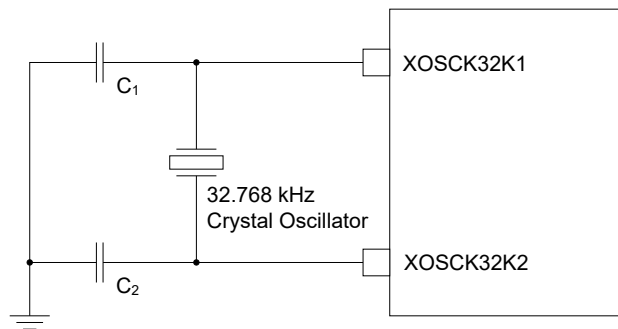 XOSCK32K1
C₁
32.768 kHz
Crystal Oscillator
XOSCK32K2
C₂